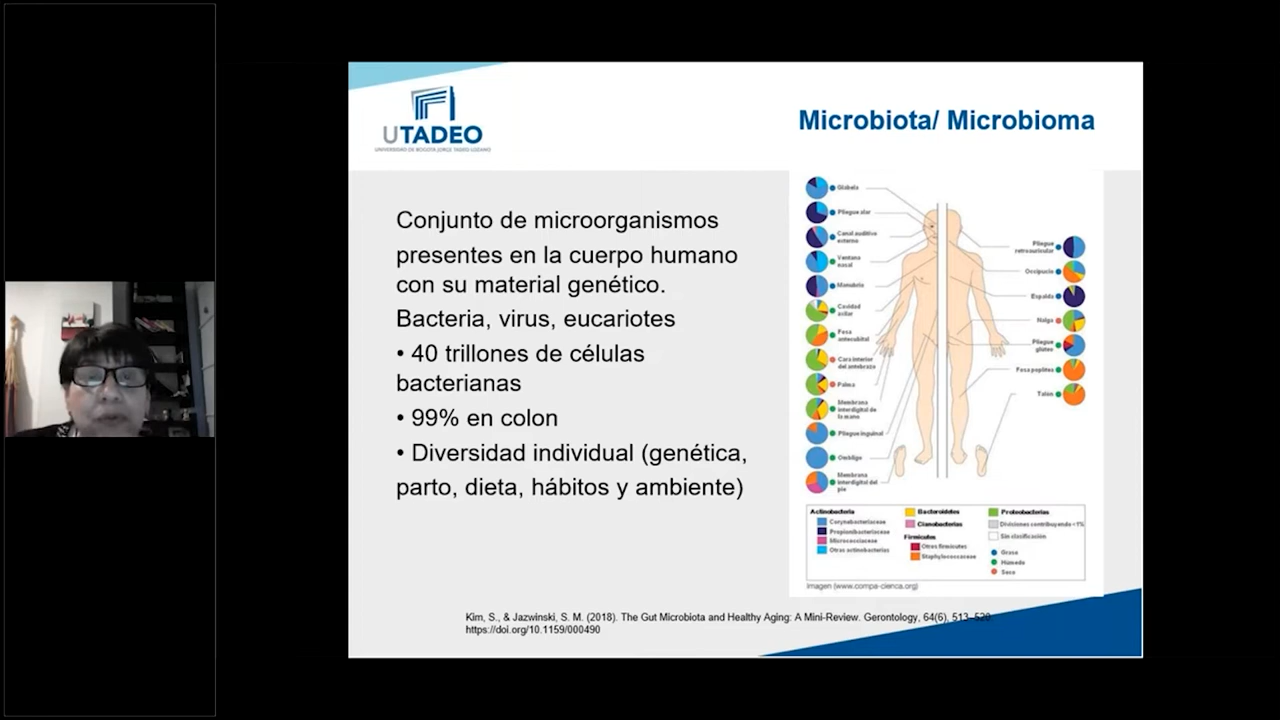 UTADEO
UNIVERSIDAD DE BOGOTÁ JORGE TADEO LOZANO
Microbiota/ Microbioma
Conjunto de microorganismos
presentes en la cuerpo humano
con su material genético.
Bacteria, virus, eucariotes
• 40 trillones de células
bacterianas
• 99% en colon
• Diversidad individual (genética,
parto, dieta, hábitos y ambiente)
Glabela
Pliegue alar
Canal auditivo
externo
Ventana
nasal
Manubrio
Cavidad
axilar
Fosa
antecubital
Cara interior
del antebrazo
Palma
Membrana
interdigital de
la mano
Pliegue inguinal
Ombligo
Membrana
interdigital del
pie
Pliegue
retroauricular
Occipucio
Espalda
Nalga
Pliegue
glúteo
Fosa poplítea
Talón
Actinobacteria
Corynebacteriaceae
Propionibacteriaceae
Micrococciaceae
Otras actinobacterias
Bacteroidetes
Cianobacterias
Firmicutes
Otras firmicutes
Staphylococcaceae
Proteobacterias
Divisiones contribuyendo <1%
Sin clasificación
Graso
Húmedo
Seco
Imagen (www.compa-cienca.org)
Kim, S., & Jazwinski, S. M. (2018). The Gut Microbiota and Healthy Aging: A Mini-Review. Gerontology, 64(6), 513–520.
https://doi.org/10.1159/000490